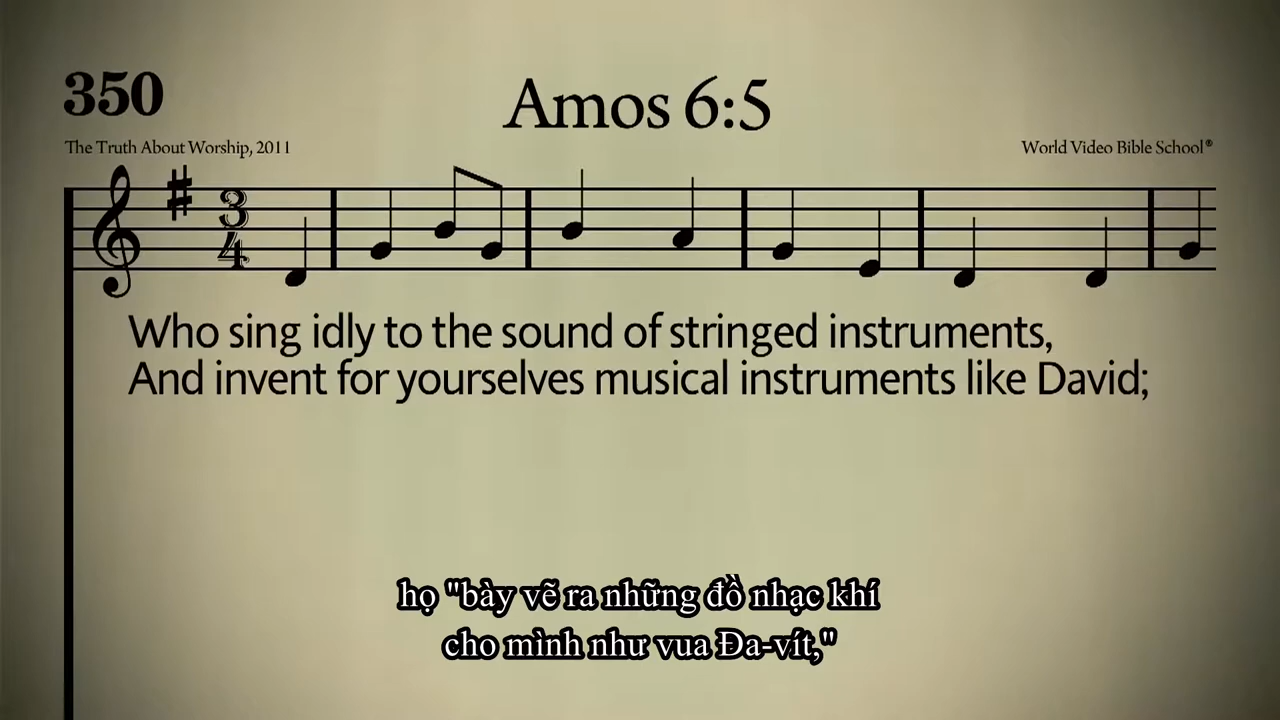 350
Amos 6:5
The Truth About Worship, 2011
World Video Bible School®
3
4
Who sing idly to the sound of stringed instruments,
And invent for yourselves musical instruments like David;
họ "bày vẽ ra những đồ nhạc khí
cho mình như vua Đa-vít,"